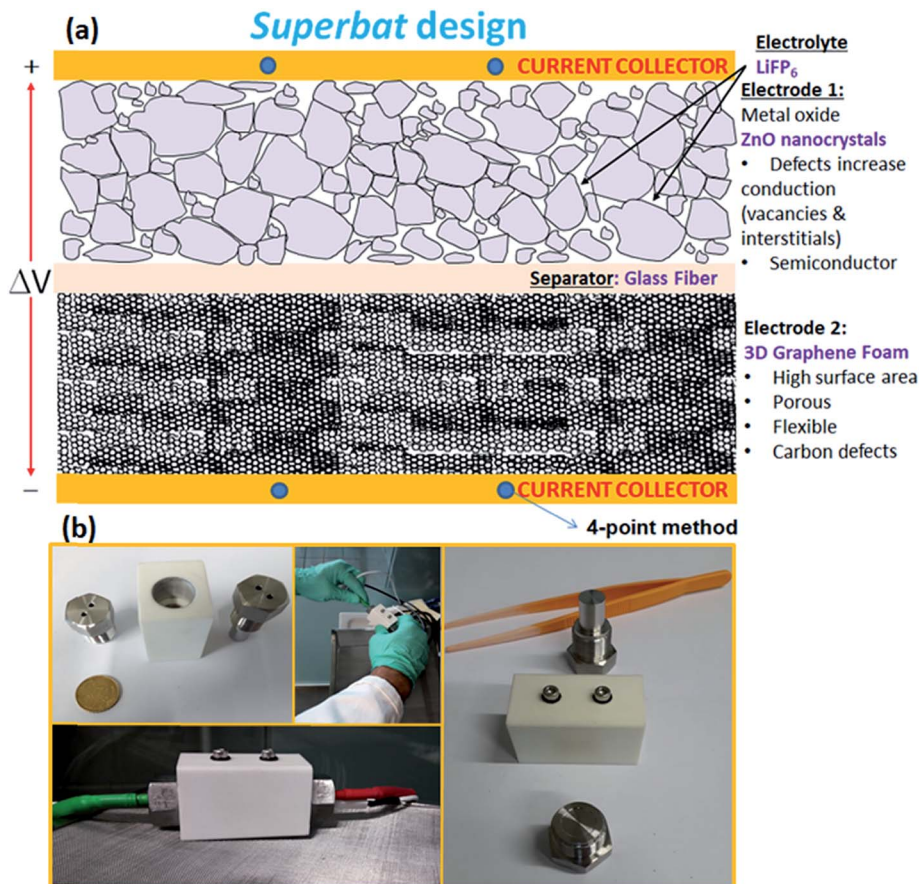 (a)
Superbat design
+
CURRENT COLLECTOR
Electrolyte
LiFP₆
Electrode 1:
Metal oxide
ZnO nanocrystals
• Defects increase
conduction
(vacancies &
interstitials)
• Semiconductor
ΔV
Separator: Glass Fiber
Electrode 2:
3D Graphene Foam
• High surface area
• Porous
• Flexible
• Carbon defects
–
CURRENT COLLECTOR
4-point method
(b)